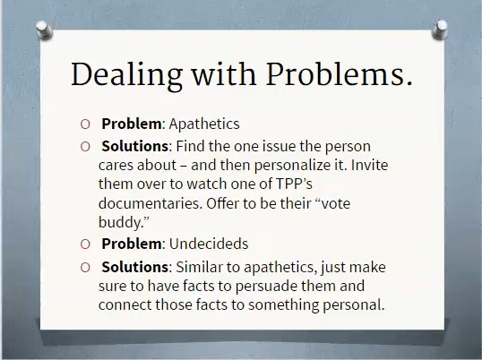 Dealing with Problems.
O Problem: Apathetics
O Solutions: Find the one issue the person
cares about – and then personalize it. Invite
them over to watch one of TPP’s
documentaries. Offer to be their “vote
buddy.”
O Problem: Undecideds
O Solutions: Similar to apathetics, just make
sure to have facts to persuade them and
connect those facts to something personal.